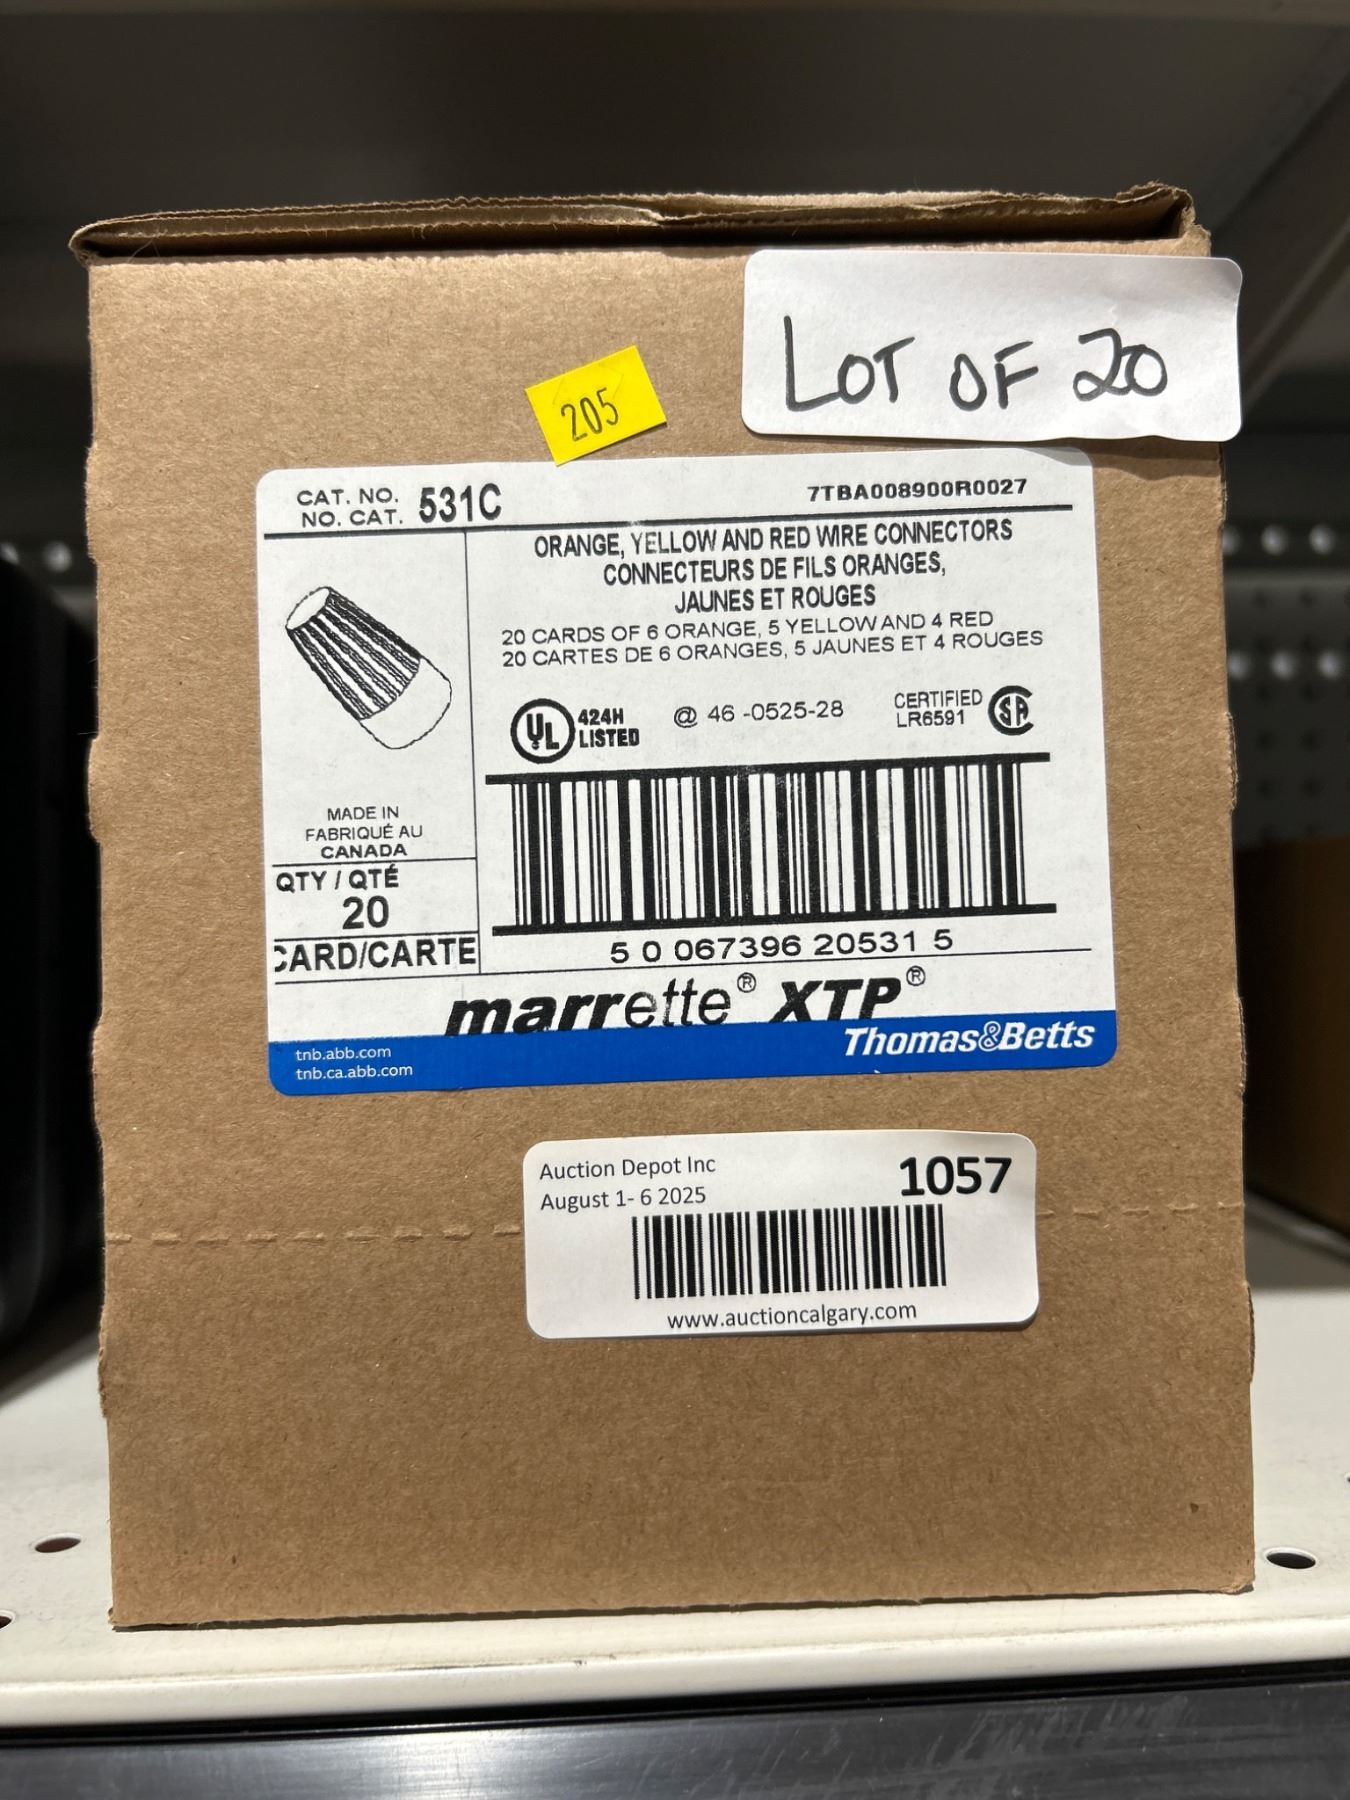 LOT OF 20
205
CAT. NO.
NO. CAT. 531C
7TBA008900R0027
ORANGE, YELLOW AND RED WIRE CONNECTORS
CONNECTEURS DE FILS ORANGES,
JAUNES ET ROUGES
20 CARDS OF 6 ORANGE, 5 YELLOW AND 4 RED
20 CARTES DE 6 ORANGES, 5 JAUNES ET 4 ROUGES
UL 424H
LISTED
@ 46 -0525-28
CERTIFIED
LR6591
SA
MADE IN
FABRIQUÉ AU
CANADA
QTY / QTÉ
20
CARD/CARTE
5 0 067396 20531 5
marrette® XTP®
Thomas&Betts
tnb.abb.com
tnb.ca.abb.com
Auction Depot Inc
August 1- 6 2025
1057
www.auctioncalgary.com